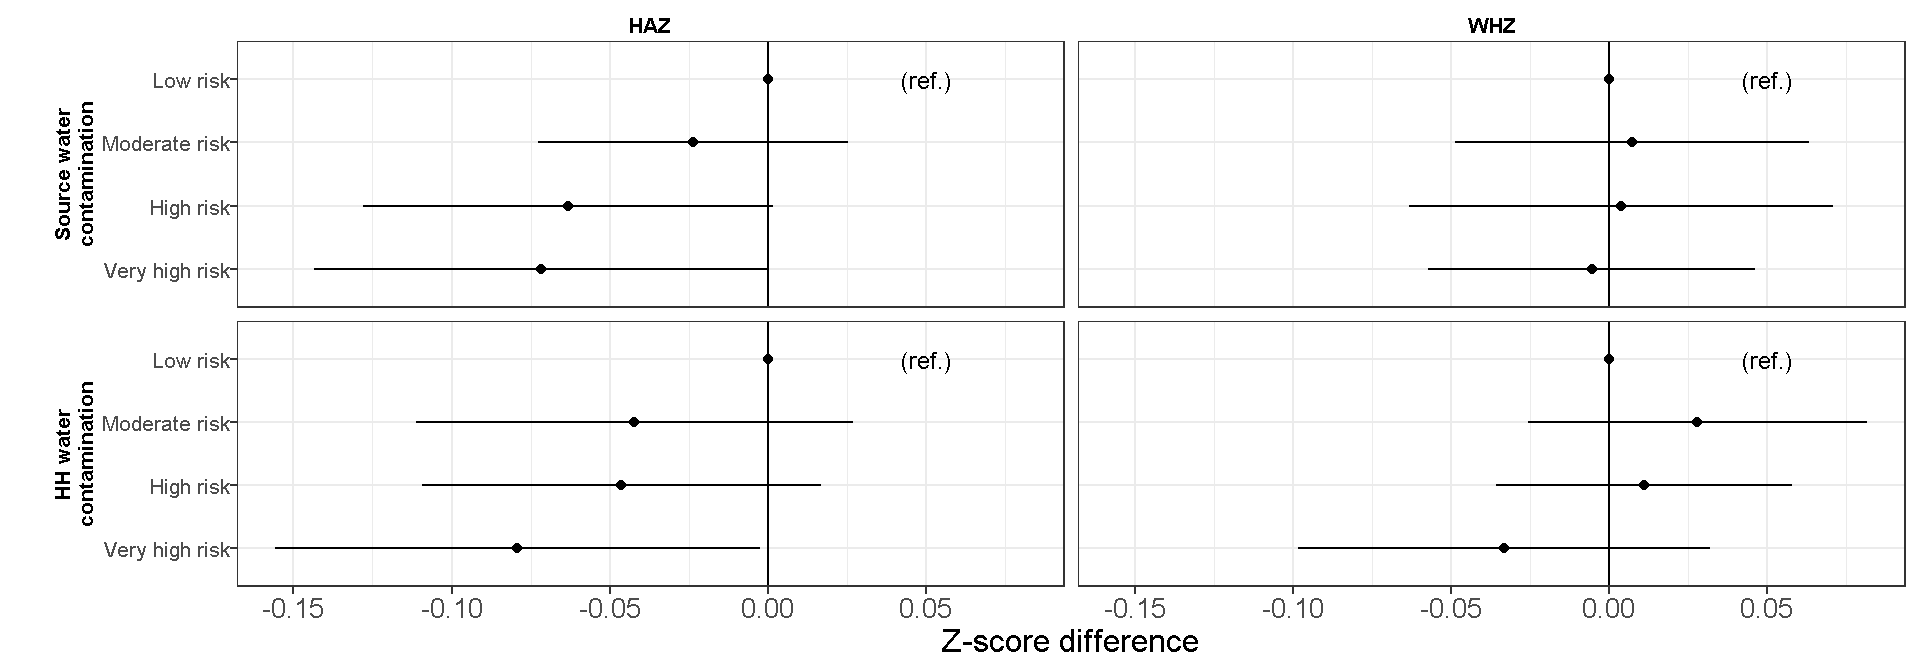 HAZ
WHZ
Source water
contamination
Low risk
(ref.)
(ref.)
Moderate risk
High risk
Very high risk
HH water
contamination
Low risk
(ref.)
(ref.)
Moderate risk
High risk
Very high risk
-0.15 -0.10 -0.05 0.00 0.05
-0.15 -0.10 -0.05 0.00 0.05
Z-score difference